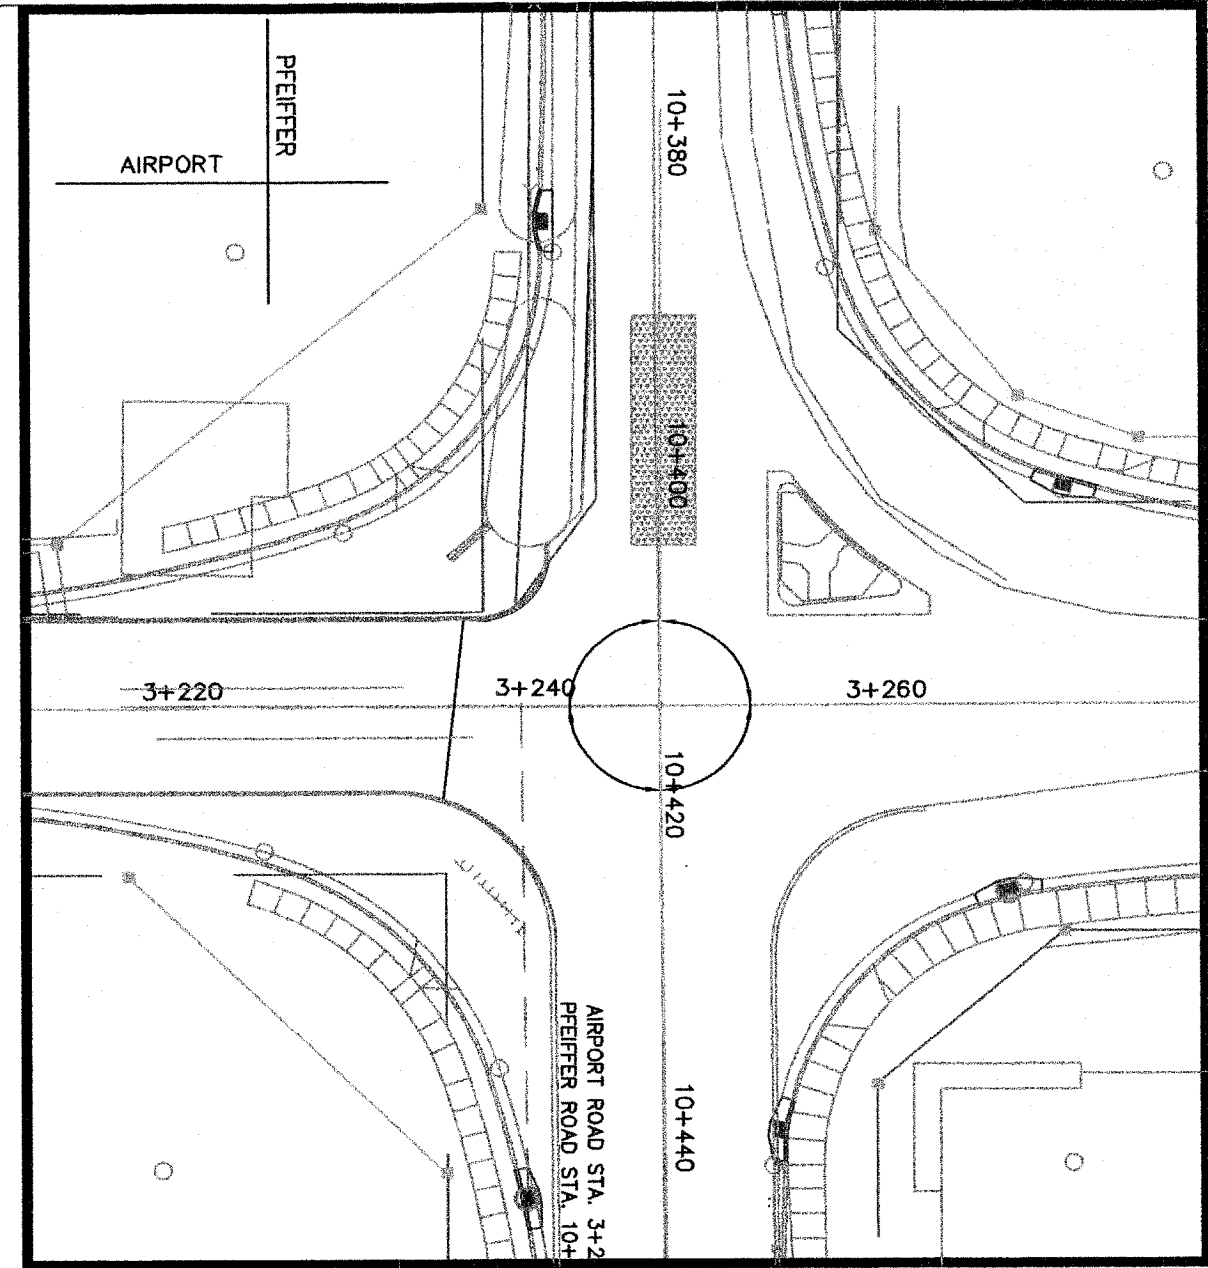 PFEIFFER
AIRPORT
10+380
10+400
3+220
3+240
3+260
10+420
10+440
AIRPORT ROAD STA. 3+2
PFEIFFER ROAD STA. 10+